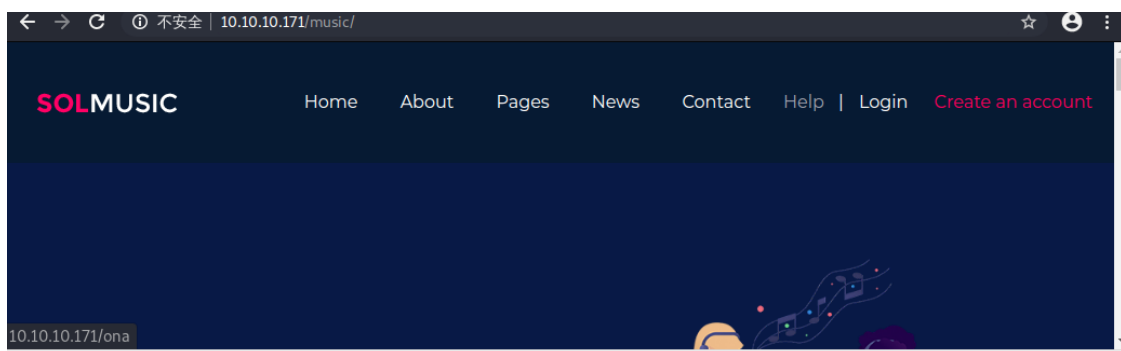 不安全 | 10.10.10.171/music/
SOLMUSIC Home About Pages News Contact Help | Login Create an account
10.10.10.171/ona